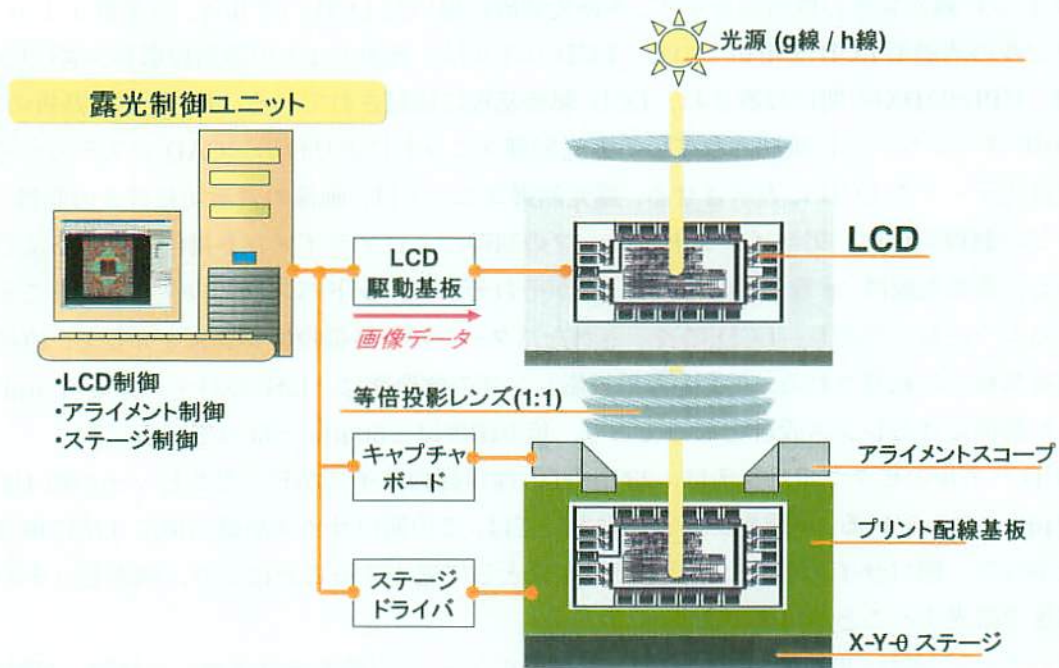 光源 (g線 / h線)
露光制御ユニット
LCD
駆動基板
画像データ
LCD
•LCD制御
•アライメント制御
•ステージ制御
等倍投影レンズ(1:1)
キャプチャ
ボード
アライメントスコープ
プリント配線基板
ステージ
ドライバ
X-Y-θ ステージ